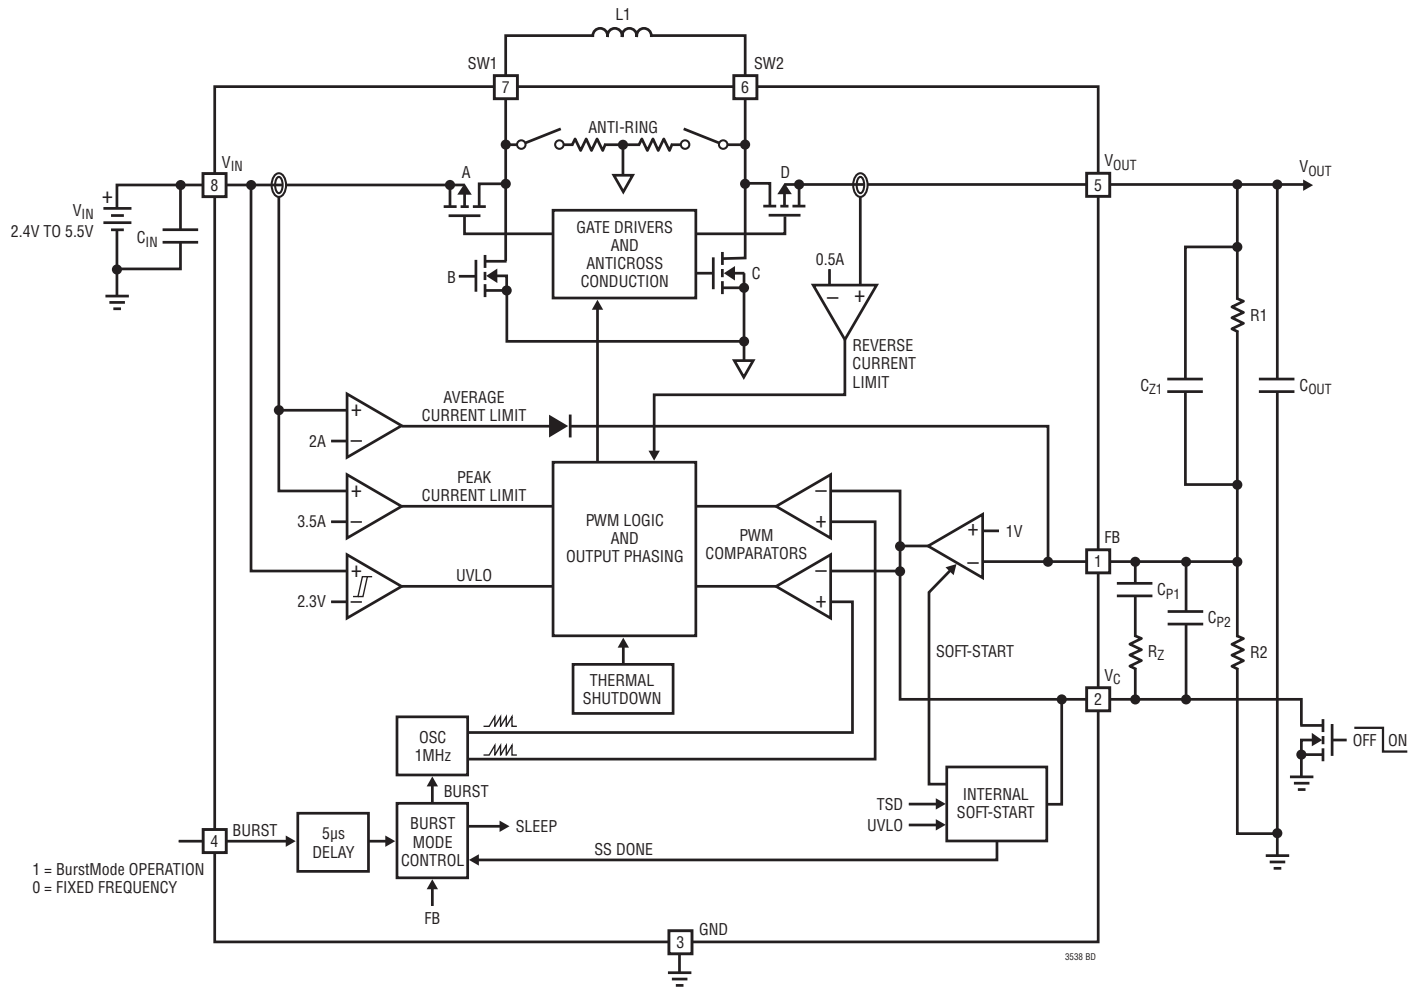 L1
SW1
SW2
7
6
ANTI-RING
VIN
8
A
D
VOUT
5
VOUT
+
VIN
2.4V TO 5.5V
CIN
GATE DRIVERS
AND
ANTICROSS
CONDUCTION
B
C
0.5A
– +
REVERSE
CURRENT
LIMIT
R1
CZ1
COUT
AVERAGE
CURRENT LIMIT
+
2A
–
PEAK
CURRENT LIMIT
+
3.5A
–
PWM LOGIC
AND
OUTPUT PHASING
–
+
PWM
COMPARATORS
–
+
+
1V
–
FB
1
UVLO
+
2.3V
–
CP1
CP2
RZ
R2
SOFT-START
THERMAL
SHUTDOWN
VC
2
OSC
1MHz
OFF ON
BURST
INTERNAL
SOFT-START
TSD
UVLO
4
BURST
5µs
DELAY
BURST
MODE
CONTROL
SLEEP
SS DONE
1 = BurstMode OPERATION
0 = FIXED FREQUENCY
FB
3
GND
3538 BD